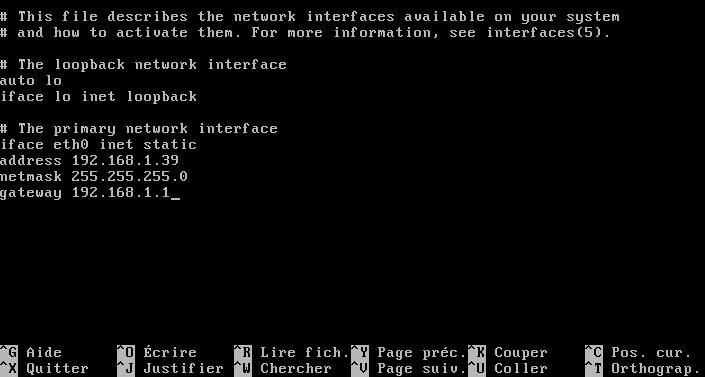 # This file describes the network interfaces available on your system
# and how to activate them. For more information, see interfaces(5).
# The loopback network interface
auto lo
iface lo inet loopback
# The primary network interface
iface eth0 inet static
address 192.168.1.39
netmask 255.255.255.0
gateway 192.168.1.1_
^G Aide ^O Écrire ^R Lire fich. ^Y Page préc. ^K Couper ^C Pos. cur.
^X Quitter ^J Justifier ^W Chercher ^V Page suiv. ^U Coller ^T Orthograp.